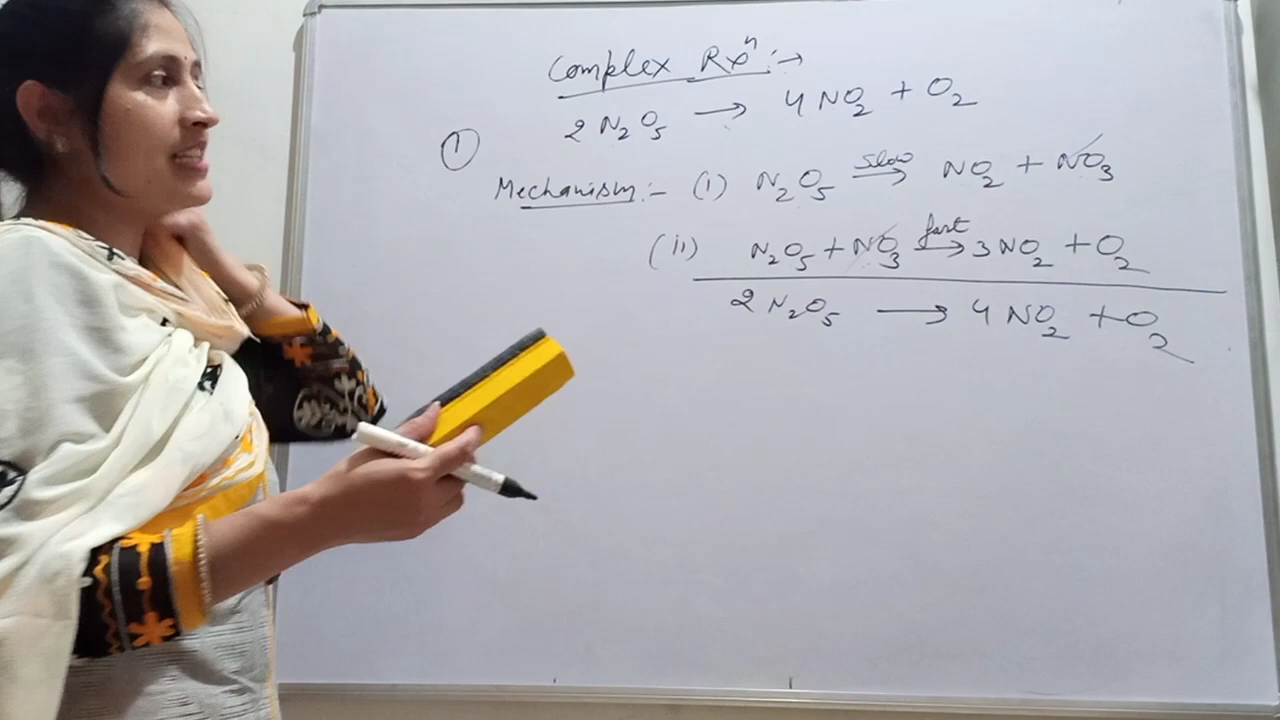 Complex Rxⁿ :→
① 2 N₂O₅ → 4 NO₂ + O₂
Mechanism :- (i) N₂O₅ slow→ NO₂ + NO₃
(ii) N₂O₅ + NO₃ fast→ 3 NO₂ + O₂
2 N₂O₅ → 4 NO₂ + O₂